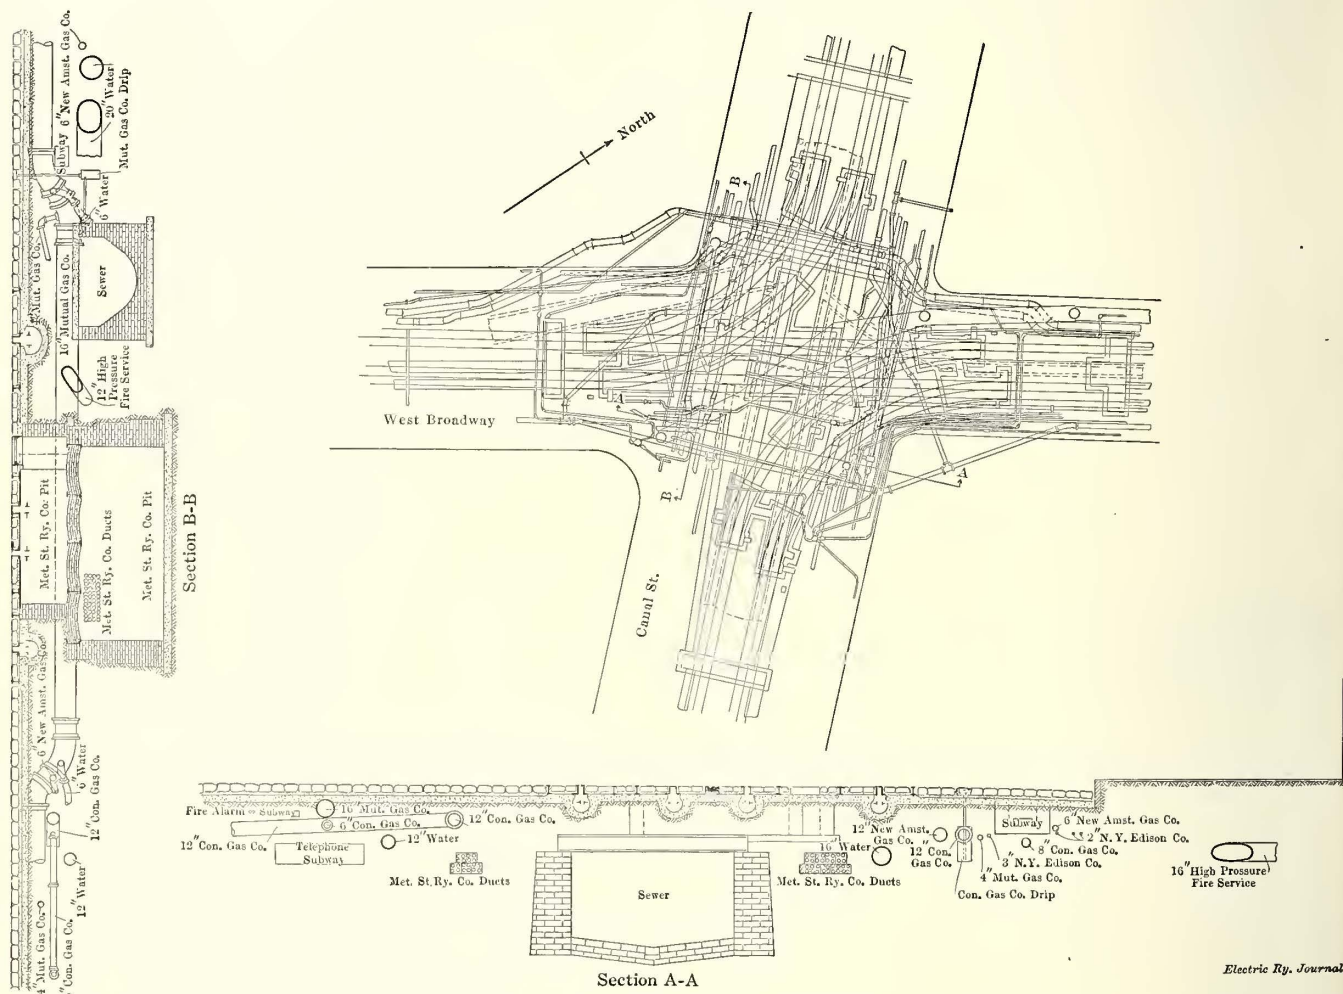 6" New Amst. Gas Co.
Subway
20" Water
Mut. Gas Co. Drip
6" Water
Mut. Gas Co.
16" Mutual Gas Co.
Sewer
12" High
Pressure
Fire Service
Met. St. Ry. Co. Pit
Met. St. Ry. Co. Ducts
Met. St. Ry. Co. Pit
Section B-B
6" New Amst. Gas Co.
6" Water
12" Con. Gas Co.
12" Water
4" Mut. Gas Co.
Con. Gas Co.
North
B
West Broadway
A
A
B
Canal St.
Fire Alarm
Subway
16" Mut. Gas Co.
6" Con. Gas Co.
12" Con. Gas Co.
12" Con. Gas Co.
12" Water
Telephone
Subway
Met. St. Ry. Co. Ducts
Sewer
Met. St. Ry. Co. Ducts
16" Water
12" New Amst.
Gas Co.
12" Con.
Gas Co.
Con. Gas Co. Drip
4" Mut. Gas Co.
3" N.Y. Edison Co.
8" Con. Gas Co.
2" N.Y. Edison Co.
6" New Amst. Gas Co.
Subway
16" High Pressure
Fire Service
Section A-A
Electric Ry. Journal